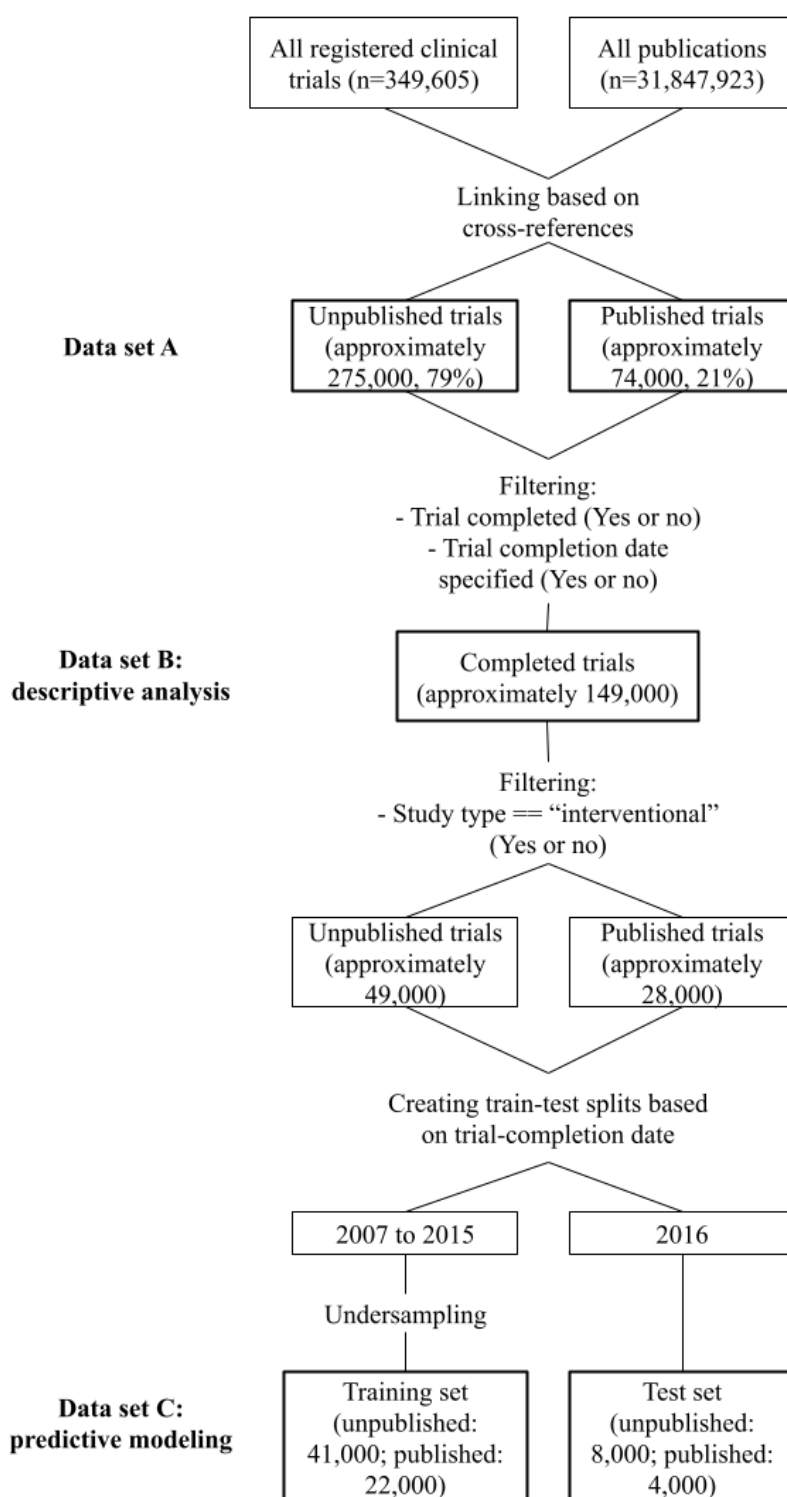 All registered clinical
trials (n=349,605)
All publications
(n=31,847,923)
Linking based on
cross-references
Data set A
Unpublished trials
(approximately
275,000, 79%)
Published trials
(approximately
74,000, 21%)
Filtering:
- Trial completed (Yes or no)
- Trial completion date
specified (Yes or no)
Data set B:
descriptive analysis
Completed trials
(approximately 149,000)
Filtering:
- Study type == “interventional”
(Yes or no)
Unpublished trials
(approximately
49,000)
Published trials
(approximately
28,000)
Creating train-test splits based
on trial-completion date
2007 to 2015
2016
Undersampling
Data set C:
predictive modeling
Training set
(unpublished:
41,000; published:
22,000)
Test set
(unpublished:
8,000; published:
4,000)